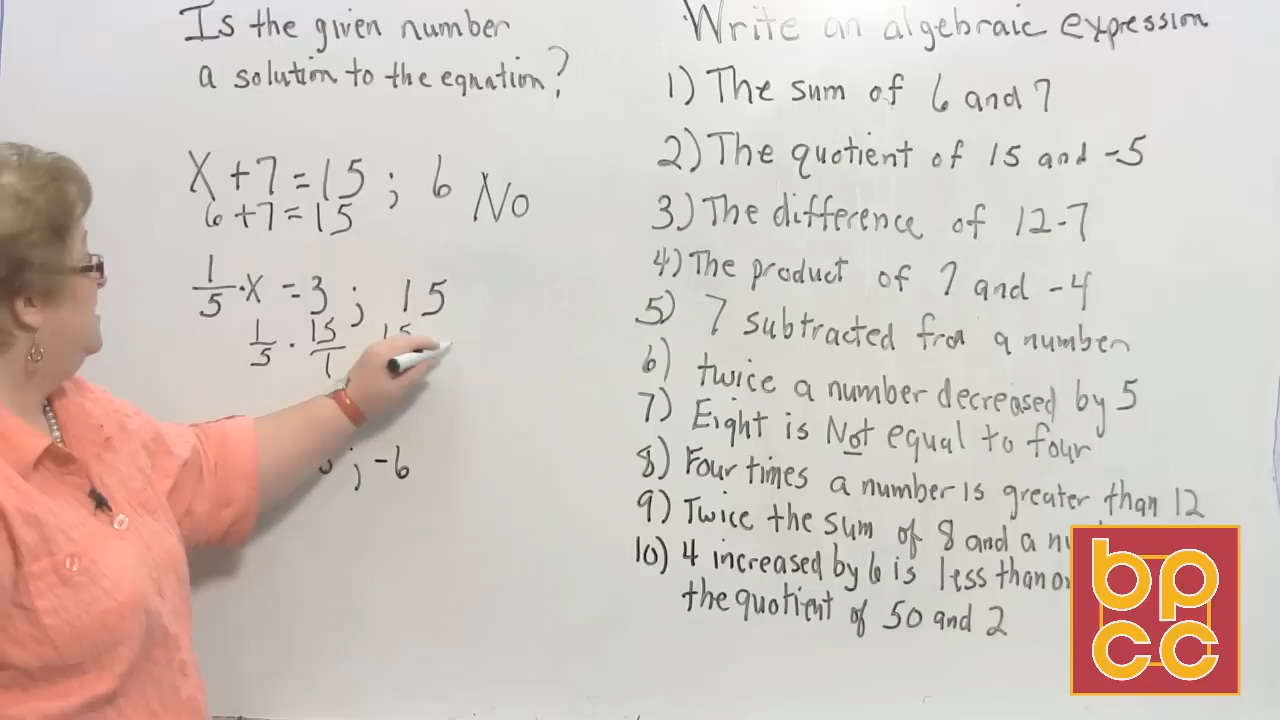 Is the given number
a solution to the equation?
X + 7 = 15 ; 6 No
6 + 7 = 15
1/5 · X = 3 ; 15
1/5 · 15/1 15
; -6
Write an algebraic expression
1) The sum of 6 and 7
2) The quotient of 15 and -5
3) The difference of 12-7
4) The product of 7 and -4
5) 7 subtracted from a number
6) twice a number decreased by 5
7) Eight is Not equal to four
8) Four times a number is greater than 12
9) Twice the sum of 8 and a
10) 4 increased by 6 is less than
the quotient of 50 and 2
bp
cc